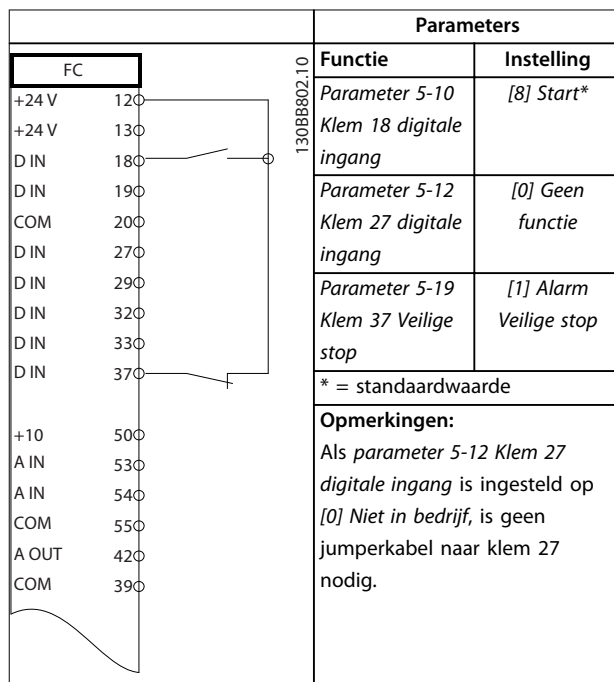 Parameters
Functie Instelling
Parameter 5-10
Klem 18 digitale
ingang
[8] Start*
Parameter 5-12
Klem 27 digitale
ingang
[0] Geen
functie
Parameter 5-19
Klem 37 Veilige
stop
[1] Alarm
Veilige stop
* = standaardwaarde
Opmerkingen:
Als parameter 5-12 Klem 27
digitale ingang is ingesteld op
[0] Niet in bedrijf, is geen
jumperkabel naar klem 27
nodig.
FC
+24 V 12
+24 V 13
D IN 18
D IN 19
COM 20
D IN 27
D IN 29
D IN 32
D IN 33
D IN 37
+10 50
A IN 53
A IN 54
COM 55
A OUT 42
COM 39
130BB802.10